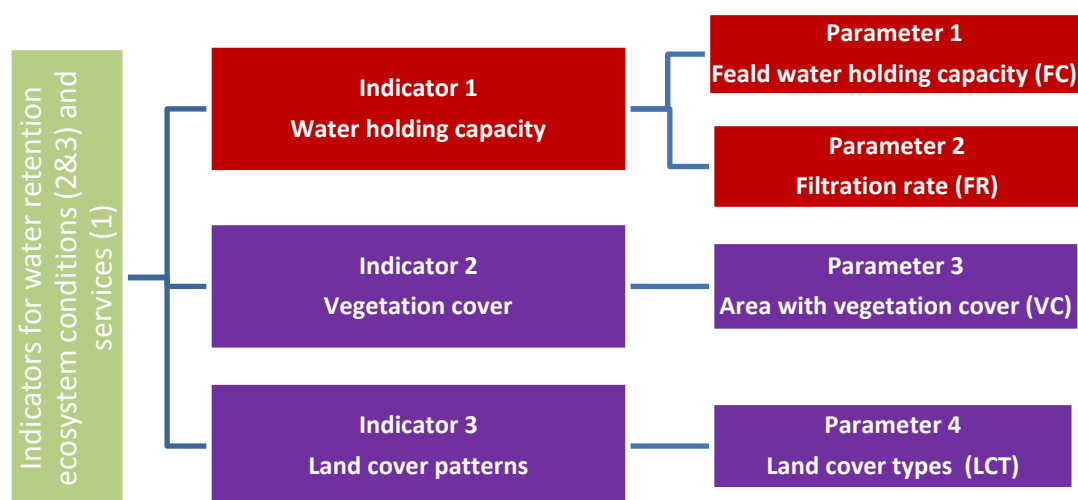 Indicators for water retention
ecosystem conditions (2&3) and
services (1)
Indicator 1
Water holding capacity
Parameter 1
Feald water holding capacity (FC)
Parameter 2
Filtration rate (FR)
Indicator 2
Vegetation cover
Parameter 3
Area with vegetation cover (VC)
Indicator 3
Land cover patterns
Parameter 4
Land cover types (LCT)